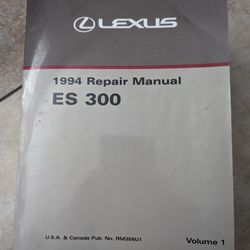 LEXUS
1994 Repair Manual
ES 300
U.S.A. & Canada Pub. No. RM356U1
Volume 1